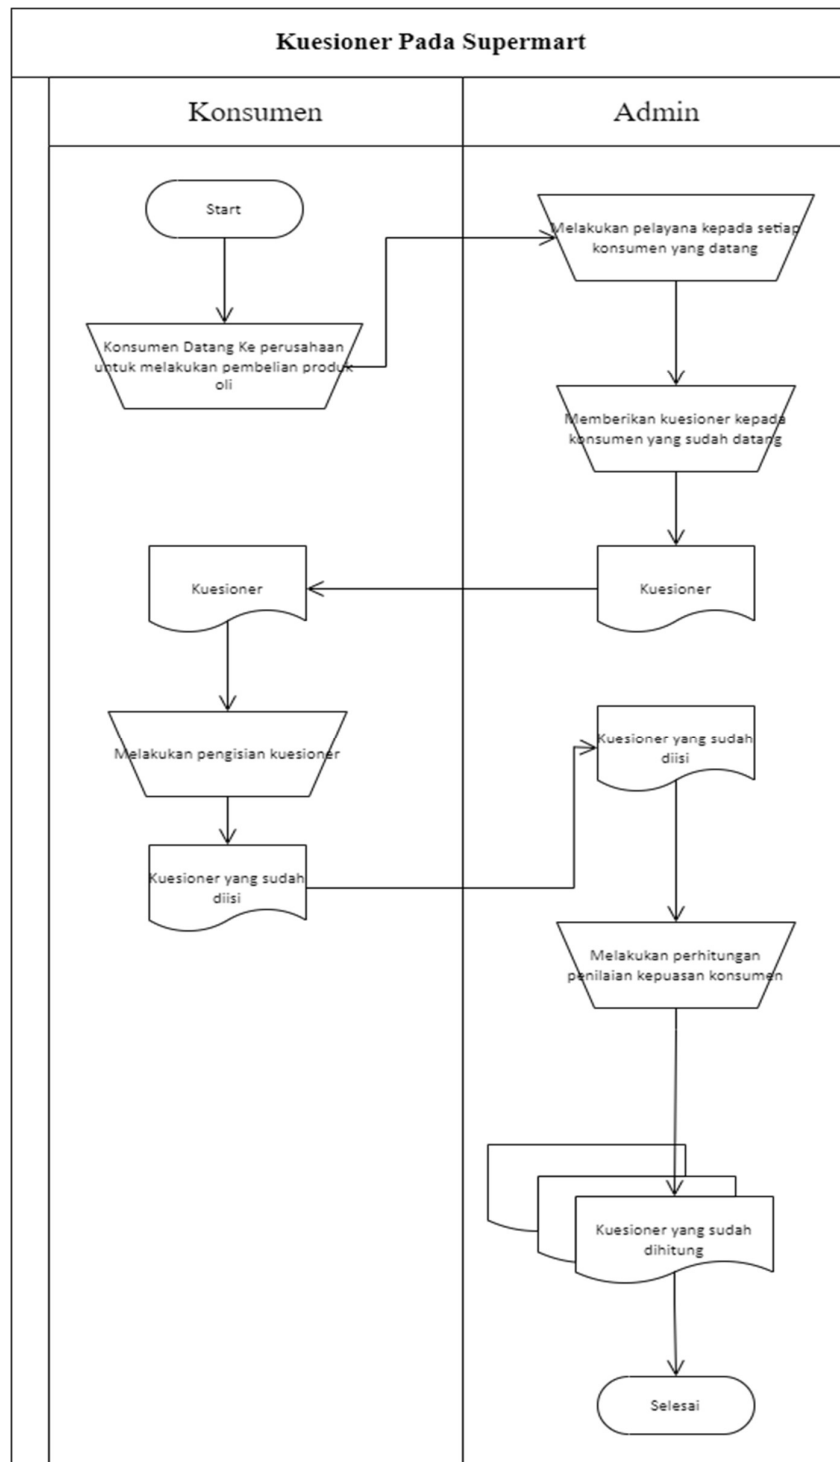 Kuesioner Pada Supermart
Konsumen
Admin
Start
Melakukan pelayana kepada setiap
konsumen yang datang
Konsumen Datang Ke perusahaan
untuk melakukan pembelian produk
oli
Memberikan kuesioner kepada
konsumen yang sudah datang
Kuesioner
Kuesioner
Melakukan pengisian kuesioner
Kuesioner yang sudah
diisi
Kuesioner yang sudah
diisi
Melakukan perhitungan
penilaian kepuasan konsumen
Kuesioner yang sudah
dihitung
Selesai